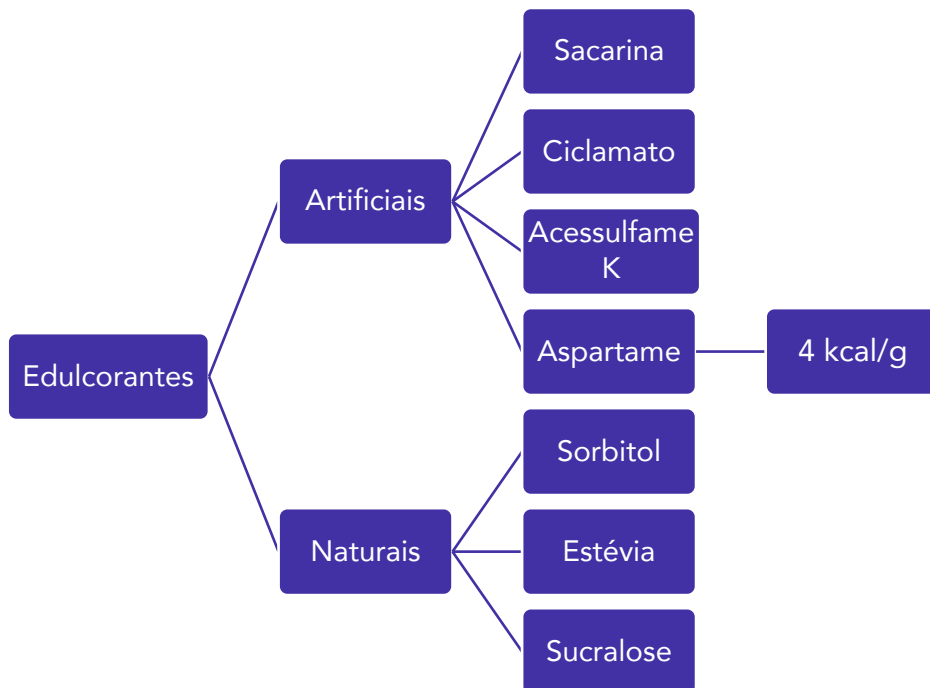 Edulcorantes
Artificiais
Sacarina
Ciclamato
Acessulfame
K
Aspartame
4 kcal/g
Naturais
Sorbitol
Estévia
Sucralose